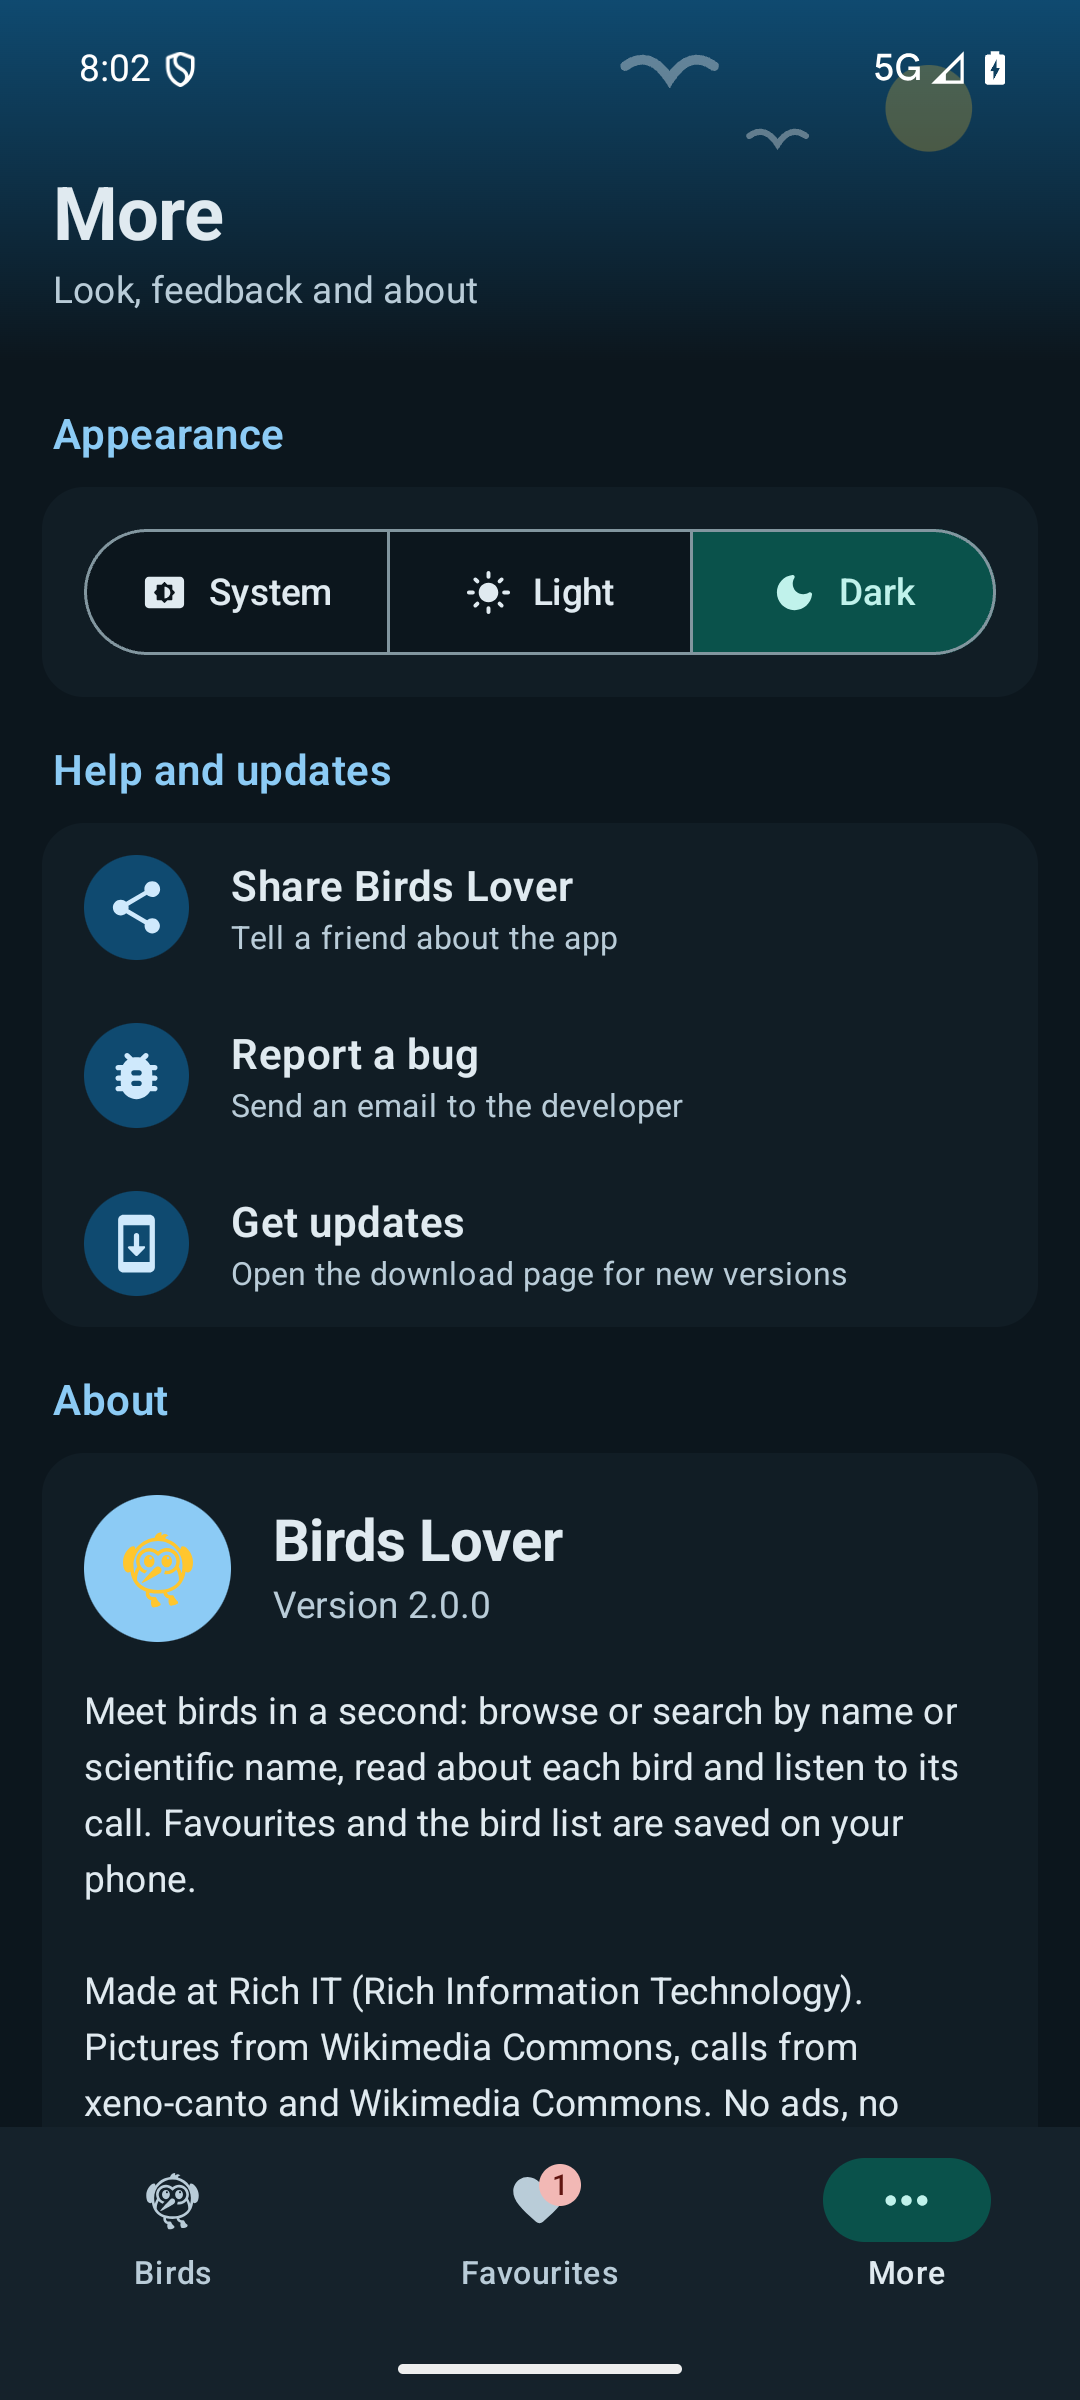 8:02
5G
More
Look, feedback and about
Appearance
System
Light
Dark
Help and updates
Share Birds Lover
Tell a friend about the app
Report a bug
Send an email to the developer
Get updates
Open the download page for new versions
About
Birds Lover
Version 2.0.0
Meet birds in a second: browse or search by name or
scientific name, read about each bird and listen to its
call. Favourites and the bird list are saved on your
phone.
Made at Rich IT (Rich Information Technology).
Pictures from Wikimedia Commons, calls from
xeno-canto and Wikimedia Commons. No ads, no
1
Birds
Favourites
More